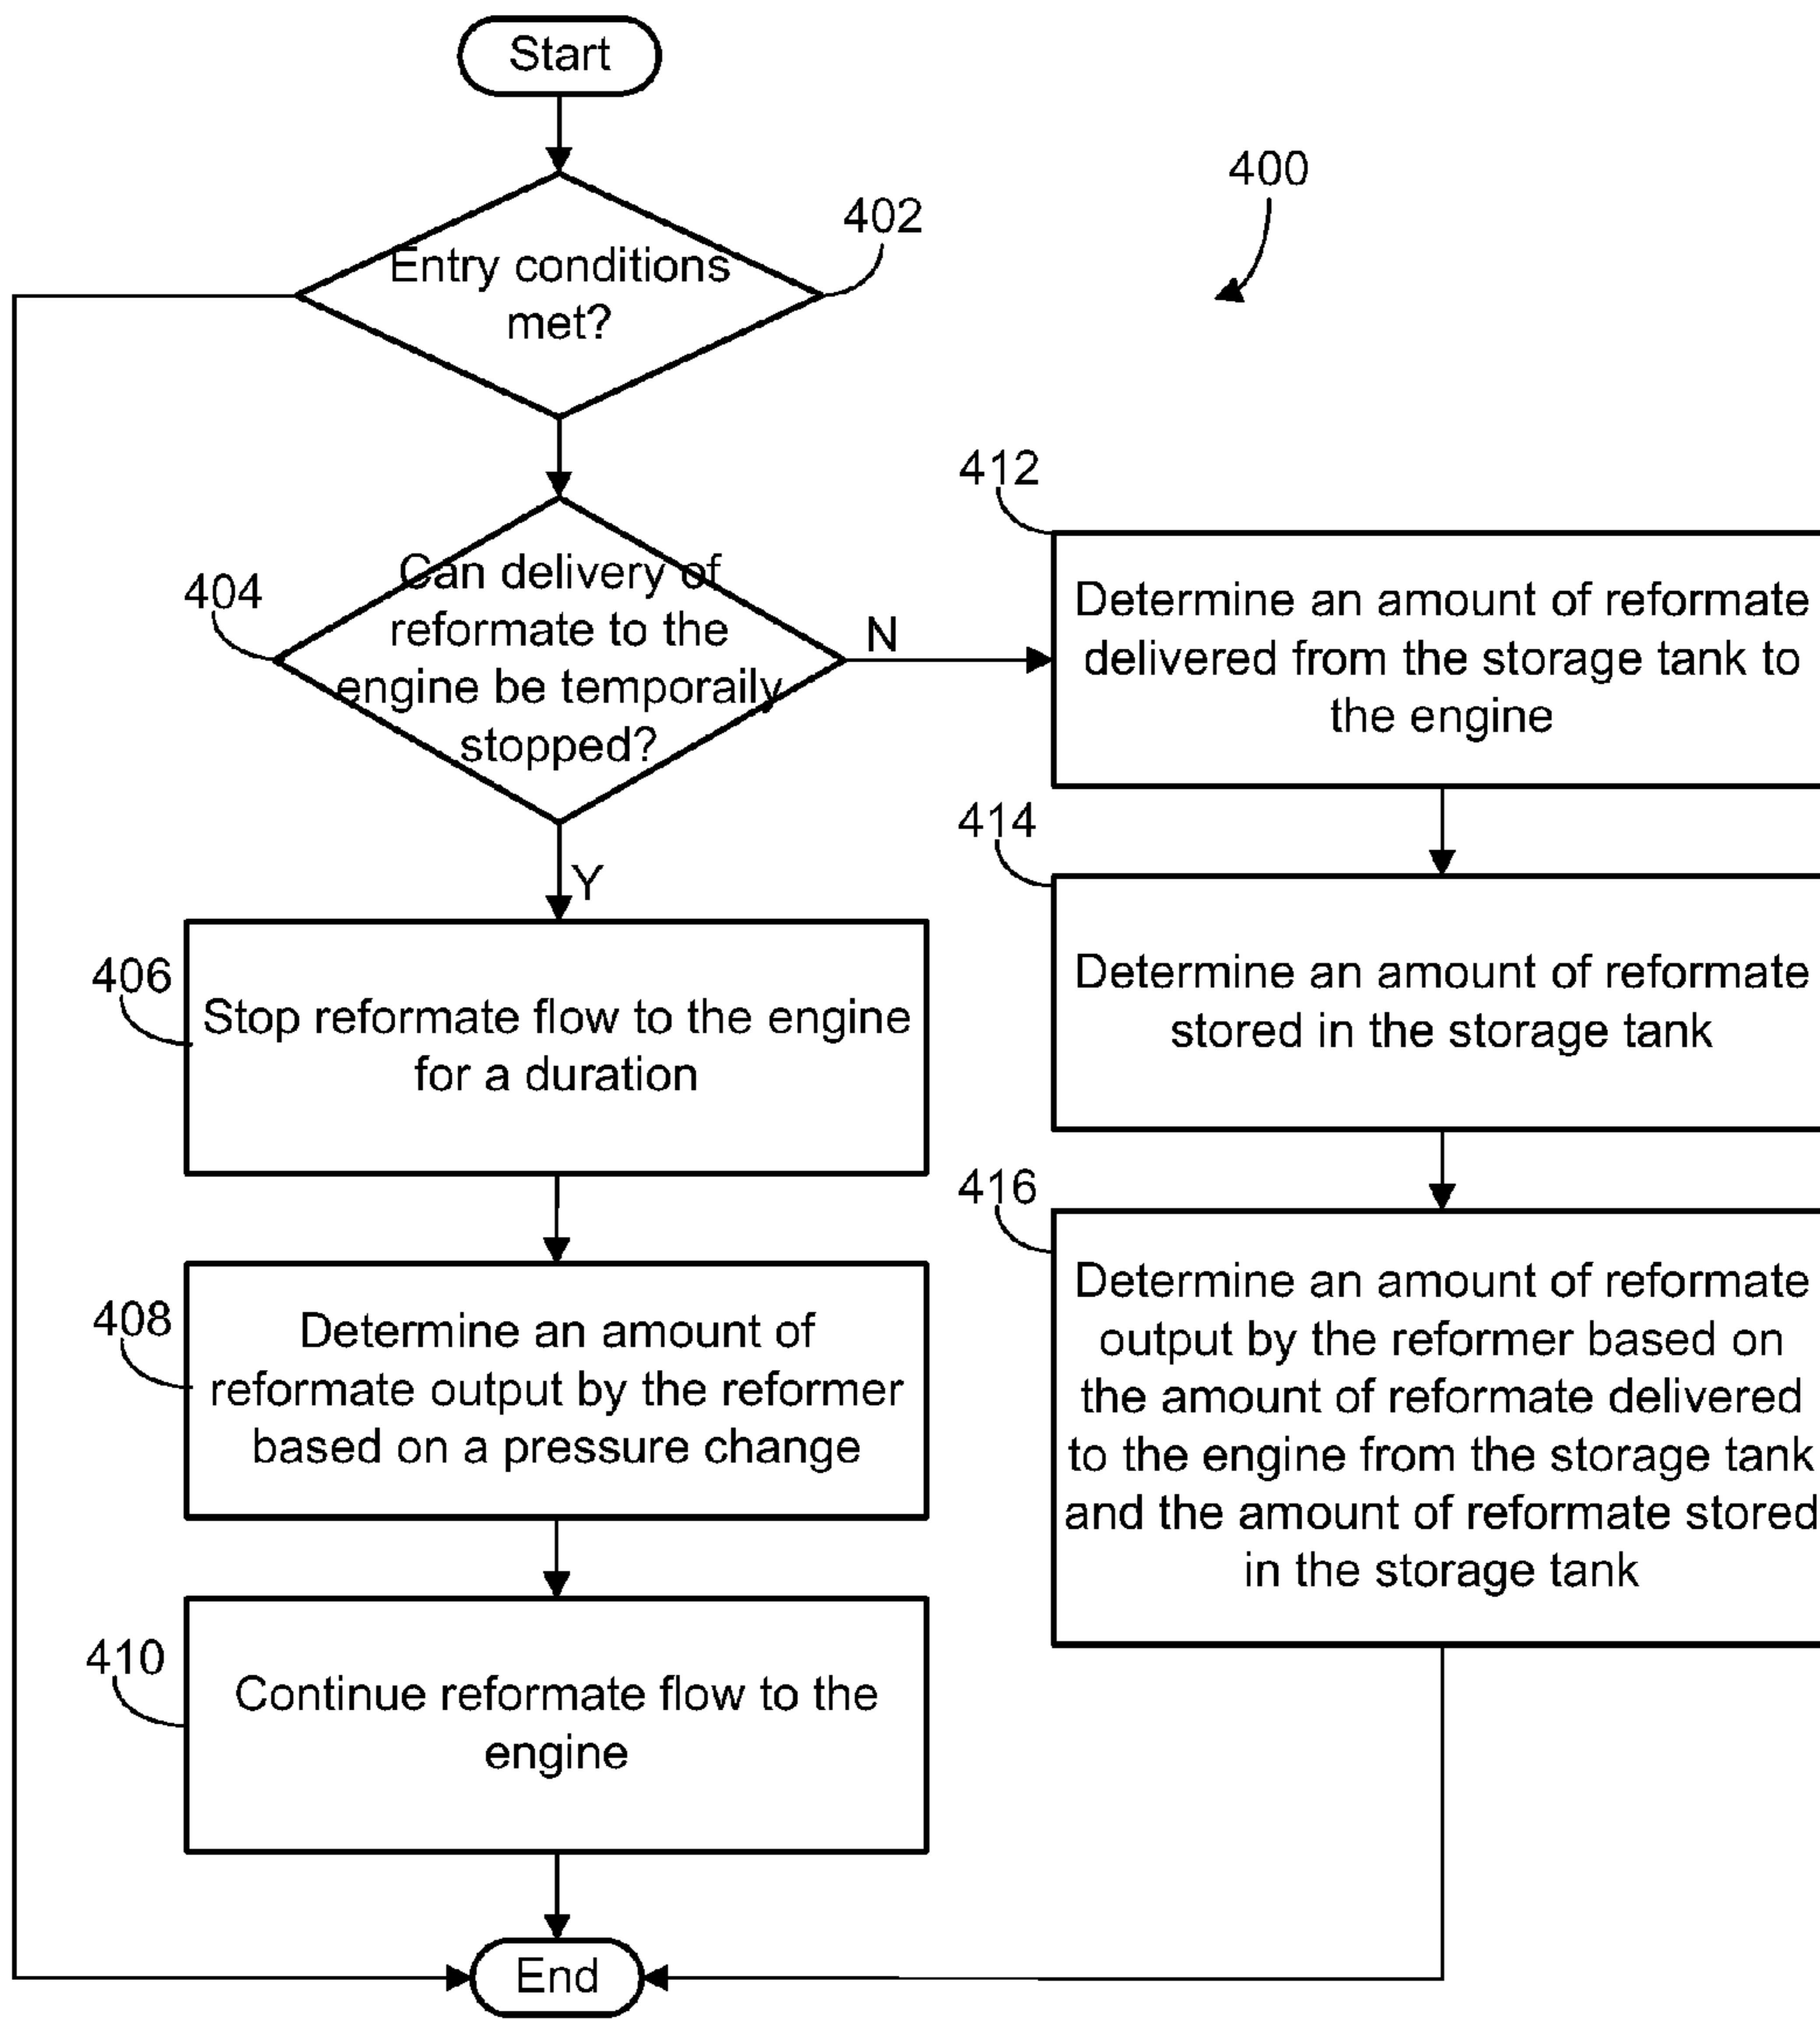 Start
400
402
Entry conditions
met?
412
404
Can delivery of
reformate to the
engine be temporaily
stopped?
N
Determine an amount of reformate
delivered from the storage tank to
the engine
414
Y
406
Stop reformate flow to the engine
for a duration
Determine an amount of reformate
stored in the storage tank
416
408
Determine an amount of
reformate output by the reformer
based on a pressure change
Determine an amount of reformate
output by the reformer based on
the amount of reformate delivered
to the engine from the storage tank
and the amount of reformate stored
in the storage tank
410
Continue reformate flow to the
engine
End